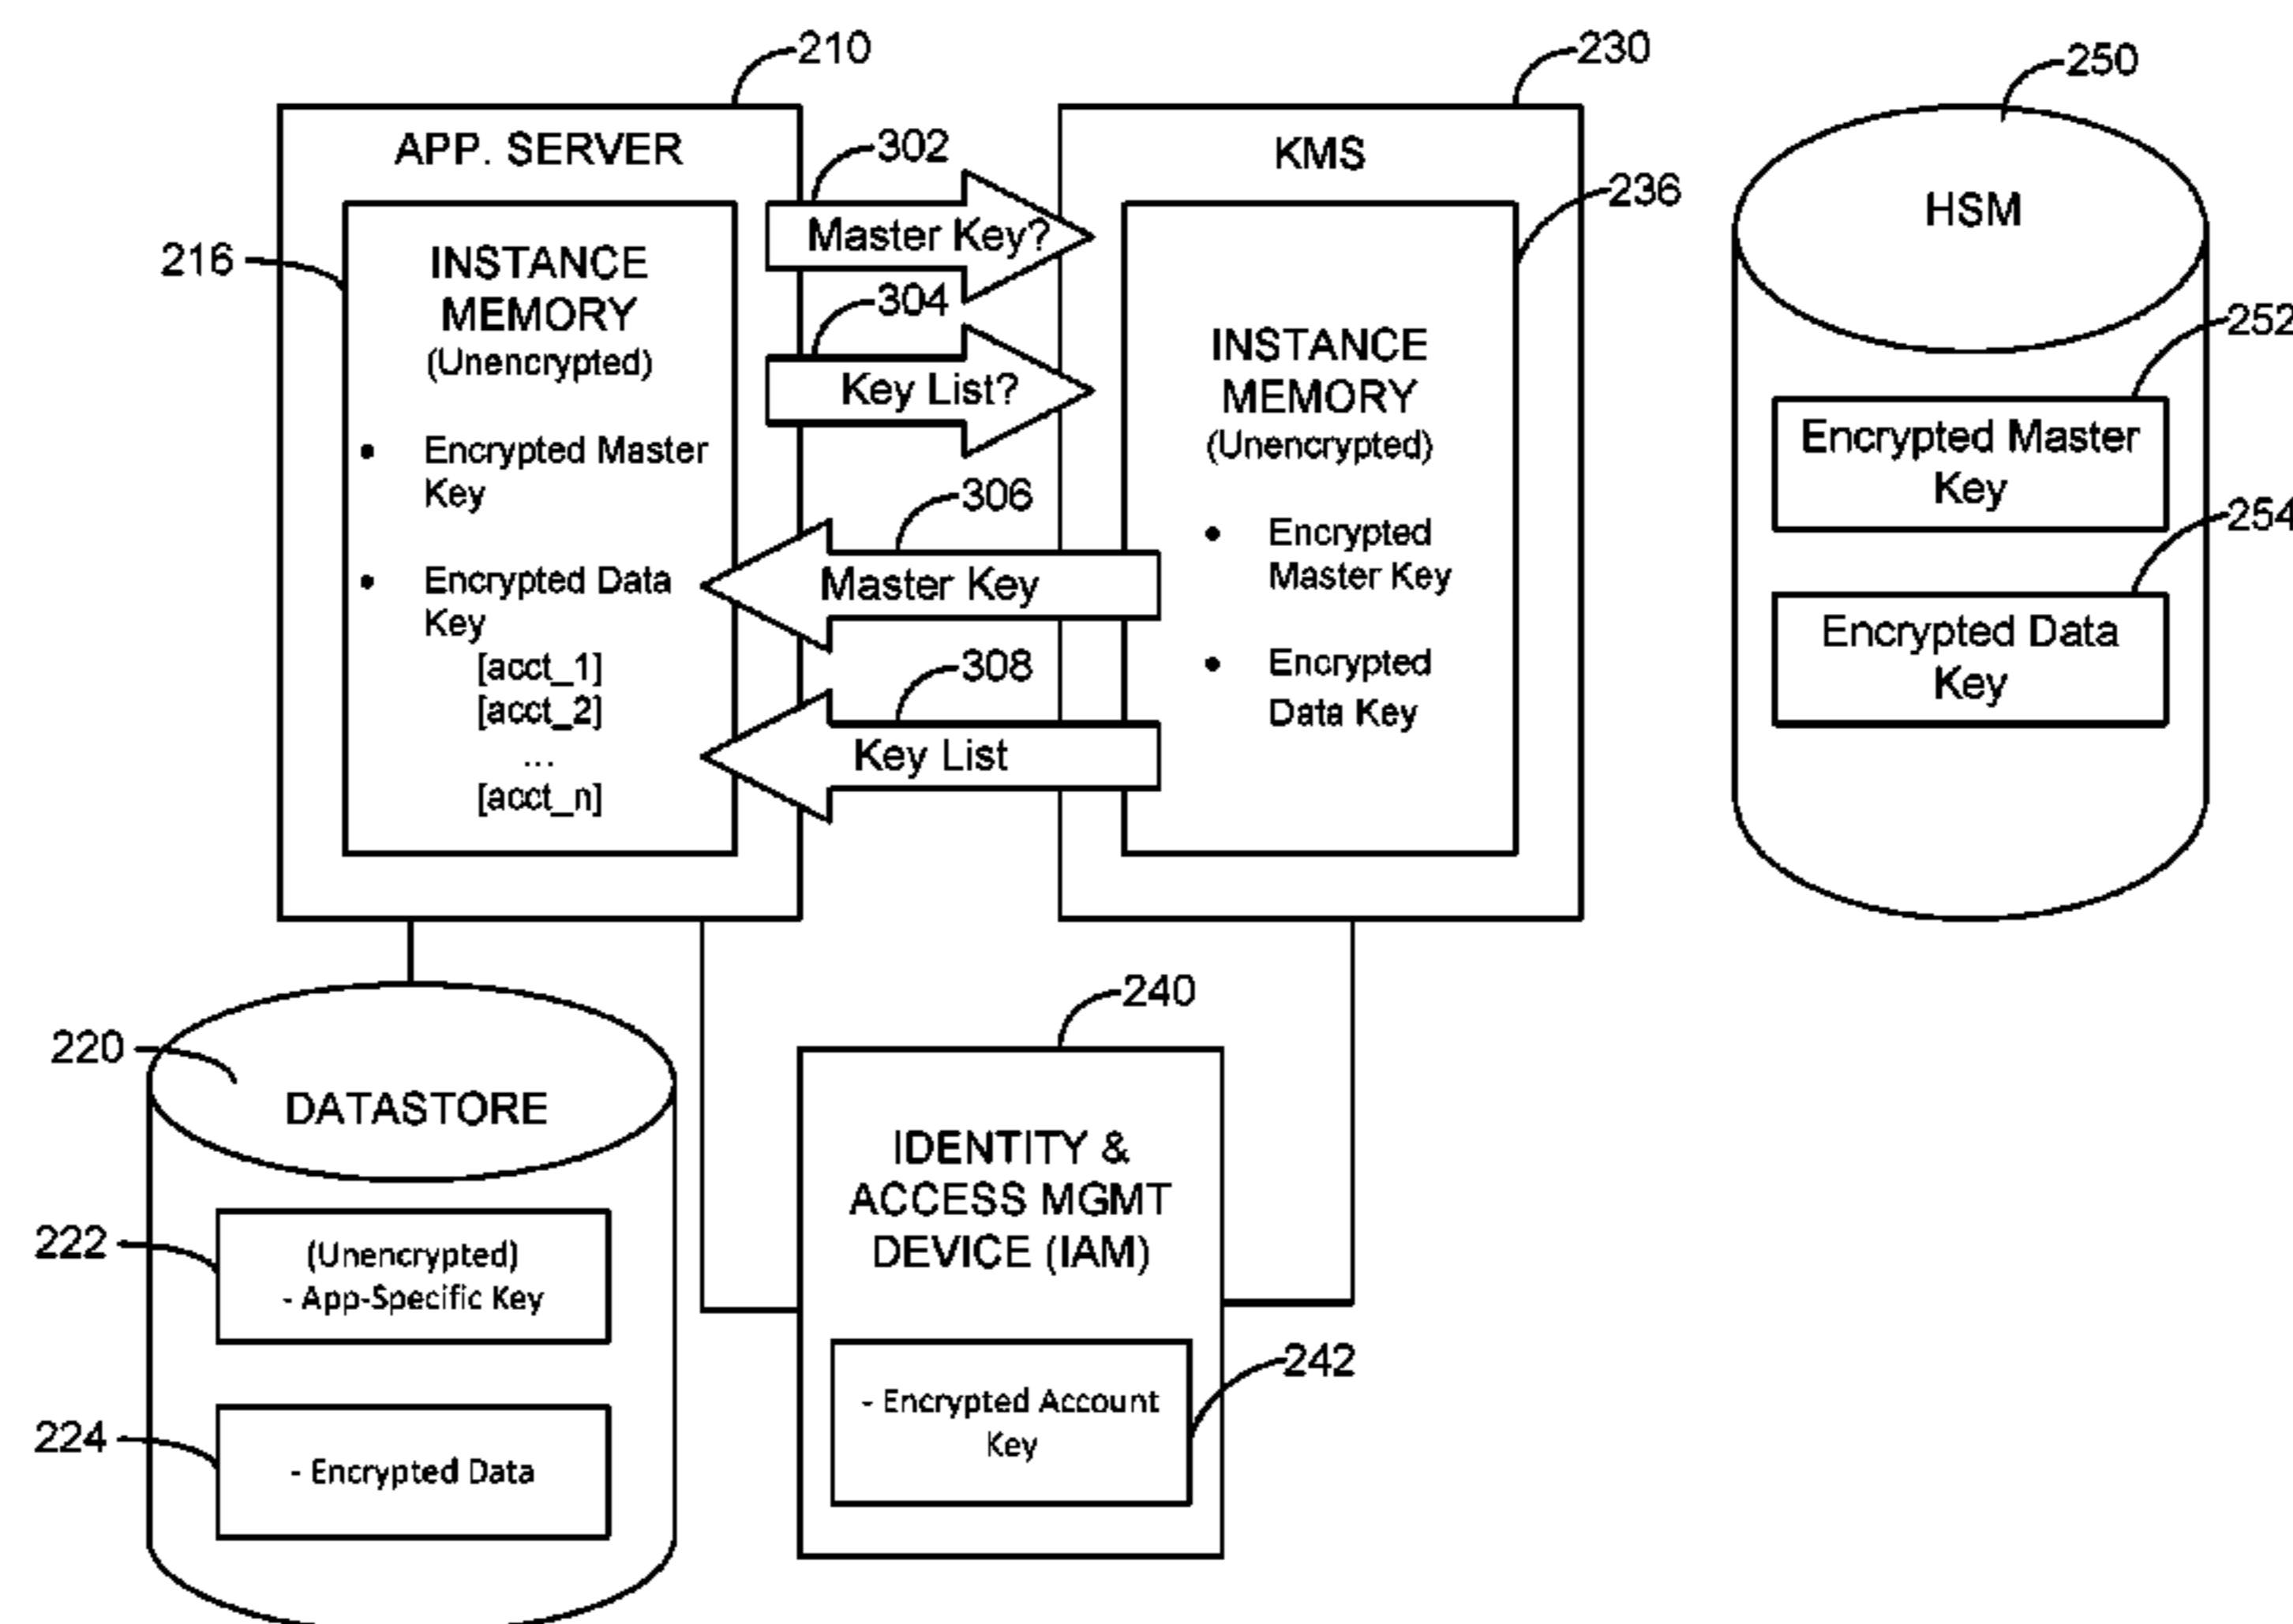 210
APP. SERVER
216
INSTANCE
MEMORY
(Unencrypted)
• Encrypted Master
Key
• Encrypted Data
Key
[acct_1]
[acct_2]
...
[acct_n]
302
Master Key?
304
Key List?
306
Master Key
308
Key List
230
KMS
236
INSTANCE
MEMORY
(Unencrypted)
• Encrypted
Master Key
• Encrypted
Data Key
250
HSM
252
Encrypted Master
Key
254
Encrypted Data
Key
220
DATASTORE
222
(Unencrypted)
- App-Specific Key
224
- Encrypted Data
240
IDENTITY &
ACCESS MGMT
DEVICE (IAM)
242
- Encrypted Account
Key